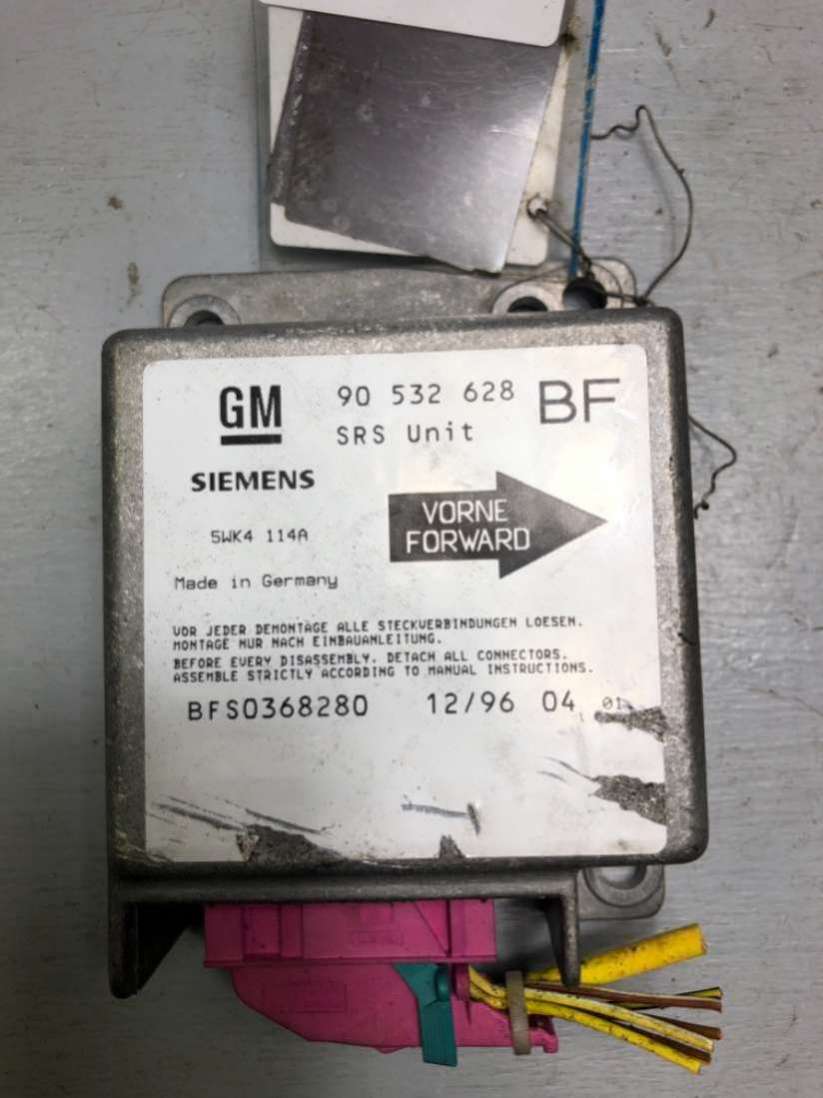 GM 90 532 628 BF
SRS Unit
SIEMENS
VORNE
FORWARD
5WK4 114A
Made in Germany
VOR JEDER DEMONTAGE ALLE STECKVERBINDUNGEN LOESEN.
MONTAGE NUR NACH EINBAUANLEITUNG.
BEFORE EVERY DISASSEMBLY. DETACH ALL CONNECTORS.
ASSEMBLE STRICTLY ACCORDING TO MANUAL INSTRUCTIONS.
BFS0368280 12/96 04 01